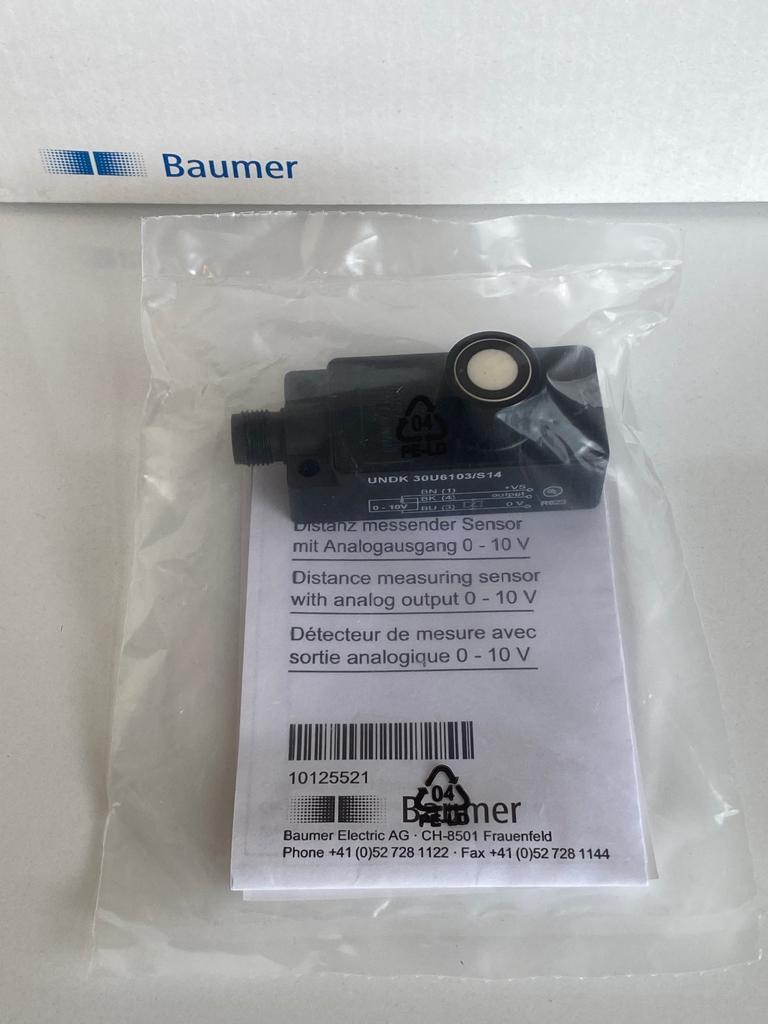 Baumer
04
PE-LD
UNDK 30U6103/S14
BN (1) +VS
BK (4) output
0 - 10V
BU (3) 0 V
Distanz messender Sensor
mit Analogausgang 0 - 10 V
Distance measuring sensor
with analog output 0 - 10 V
Détecteur de mesure avec
sortie analogique 0 - 10 V
10125521
04
PE-LD
Baumer
Baumer Electric AG · CH-8501 Frauenfeld
Phone +41 (0)52 728 1122 · Fax +41 (0)52 728 1144